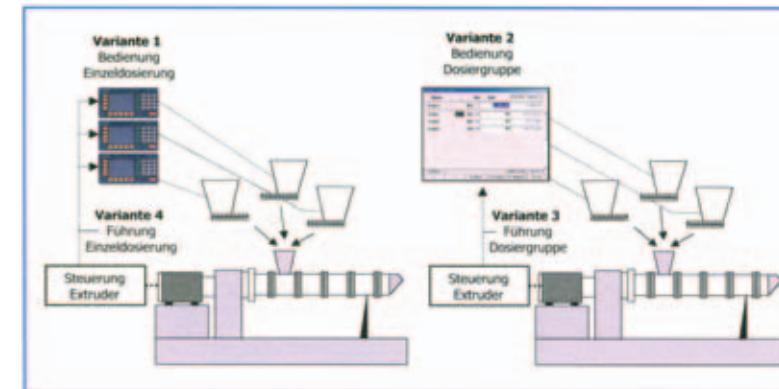 Variante 1
Bedienung
Einzeldosierung
Variante 4
Führung
Einzeldosierung
Steuerung
Extruder
Variante 2
Bedienung
Dosiergruppe
Variante 3
Führung
Dosiergruppe
Steuerung
Extruder